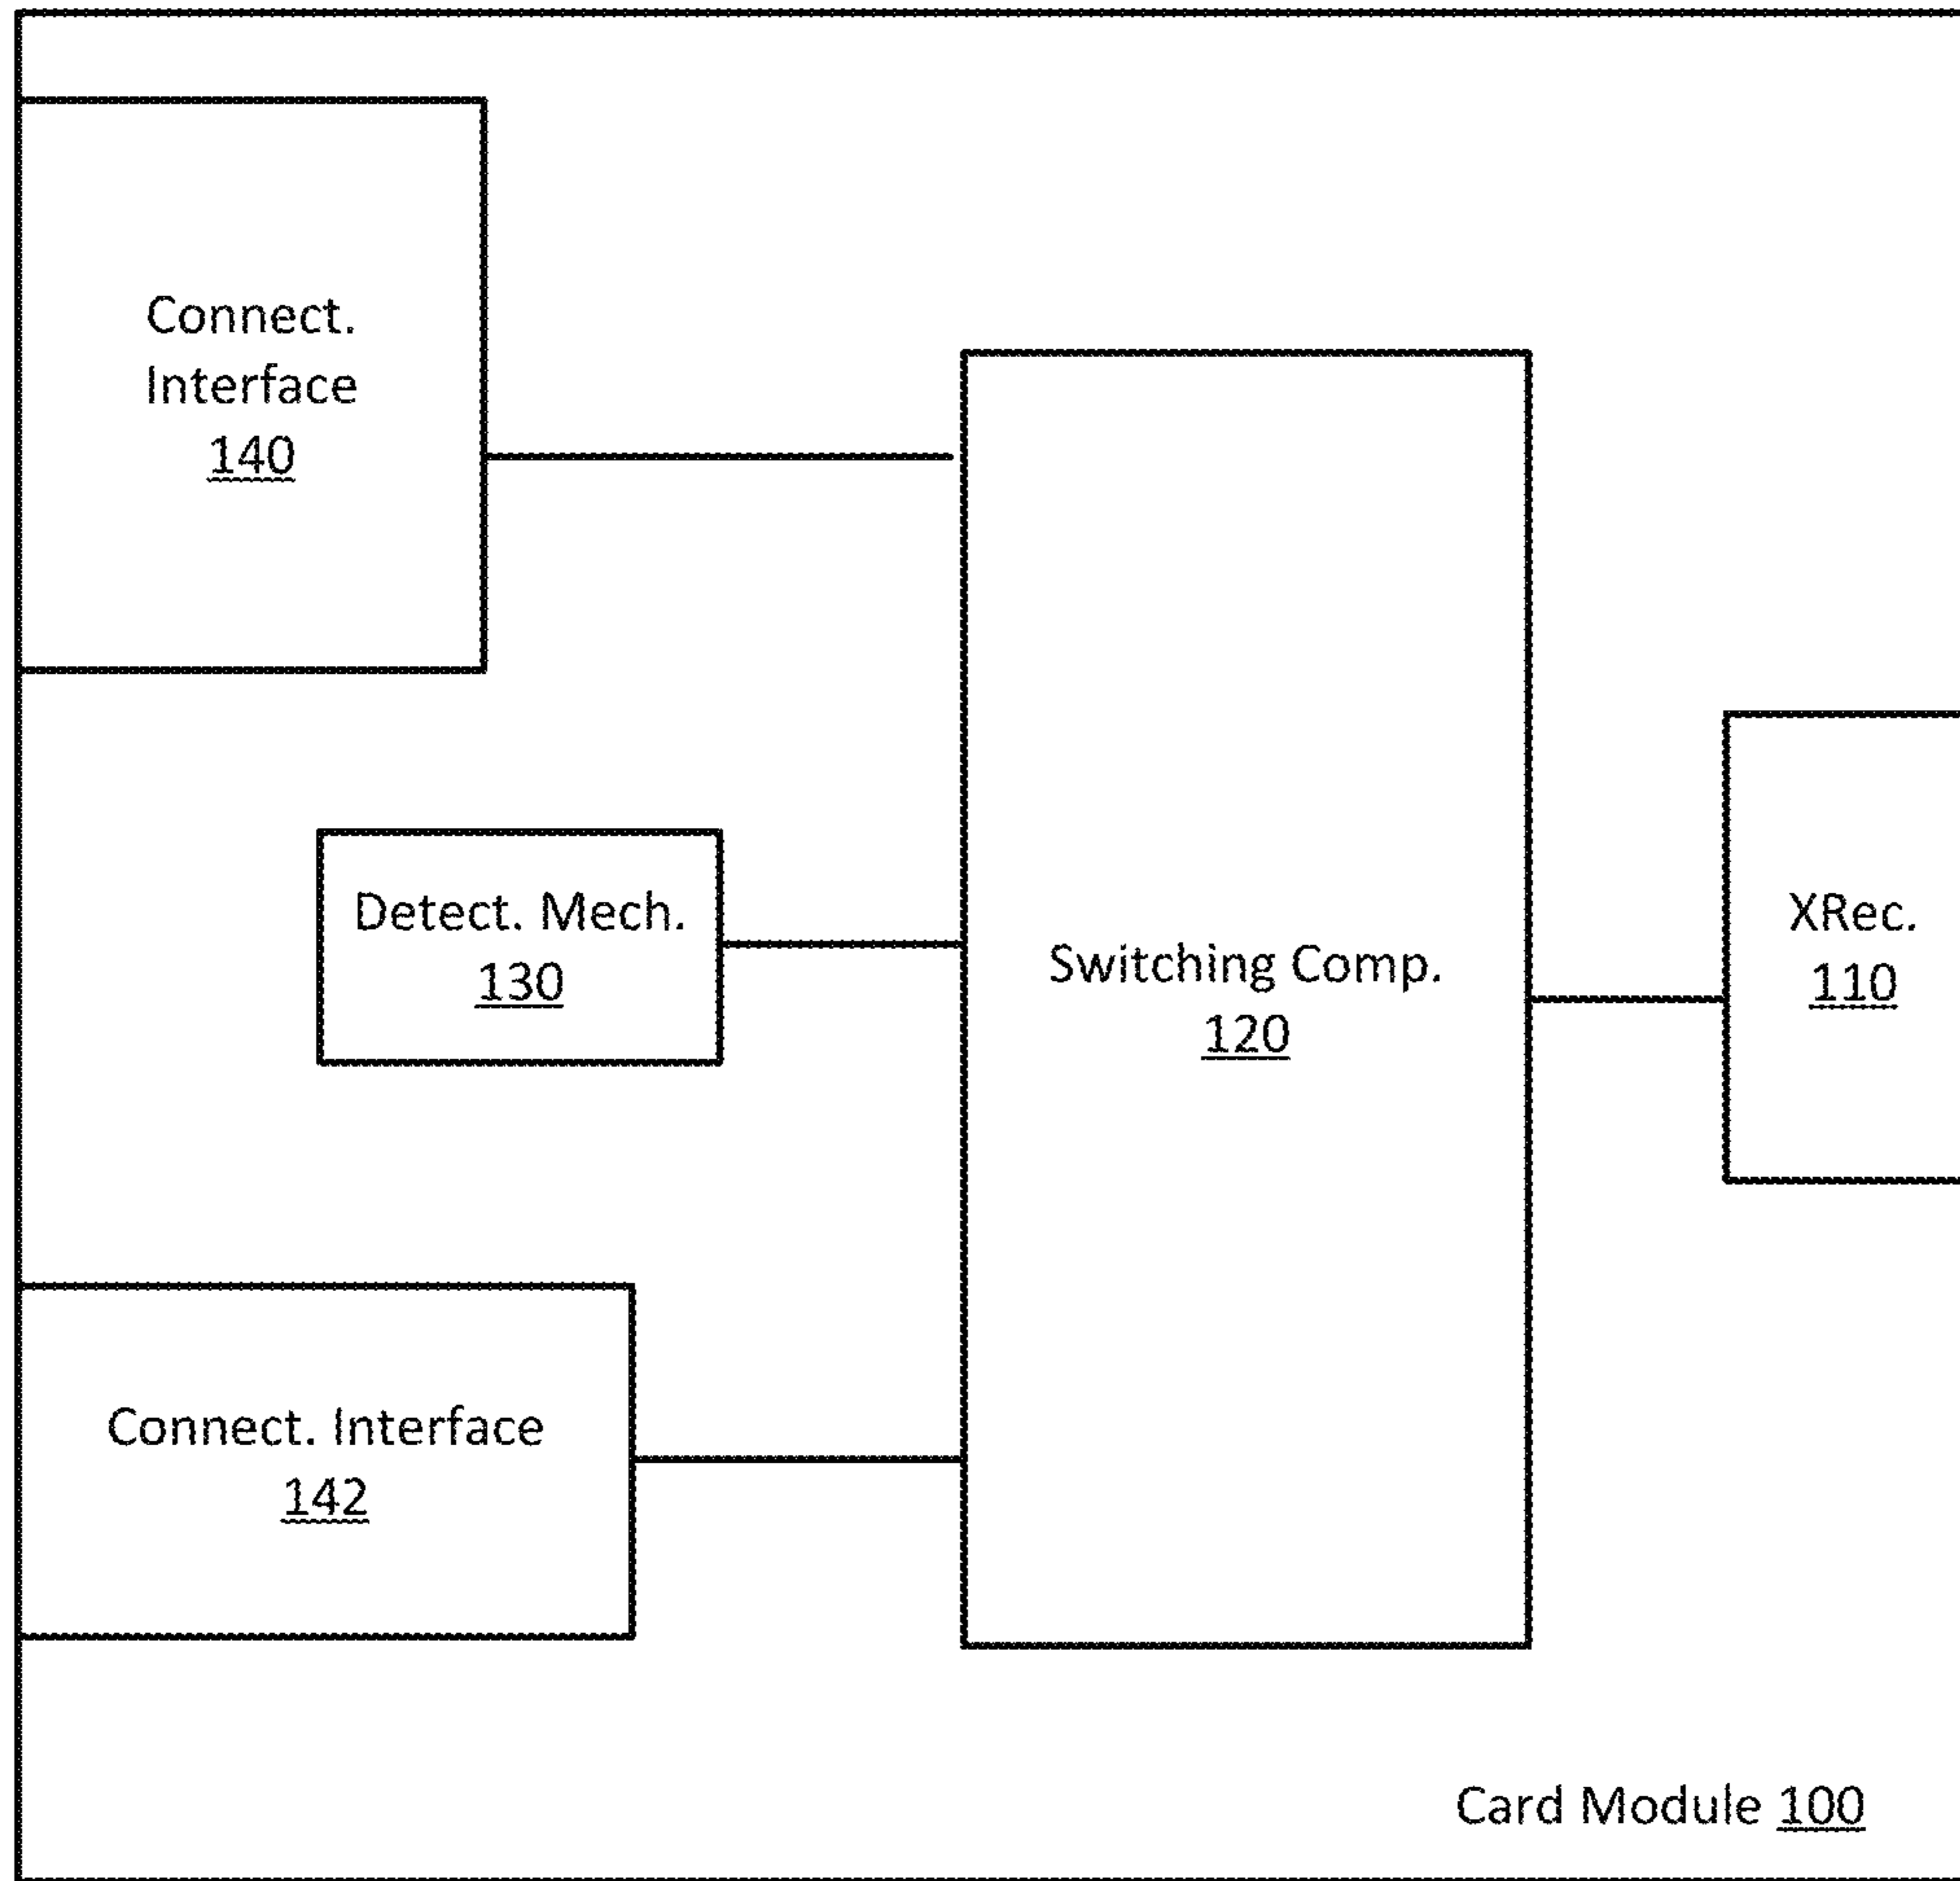 Connect.
Interface
140
Detect. Mech.
130
Switching Comp.
120
XRec.
110
Connect. Interface
142
Card Module 100